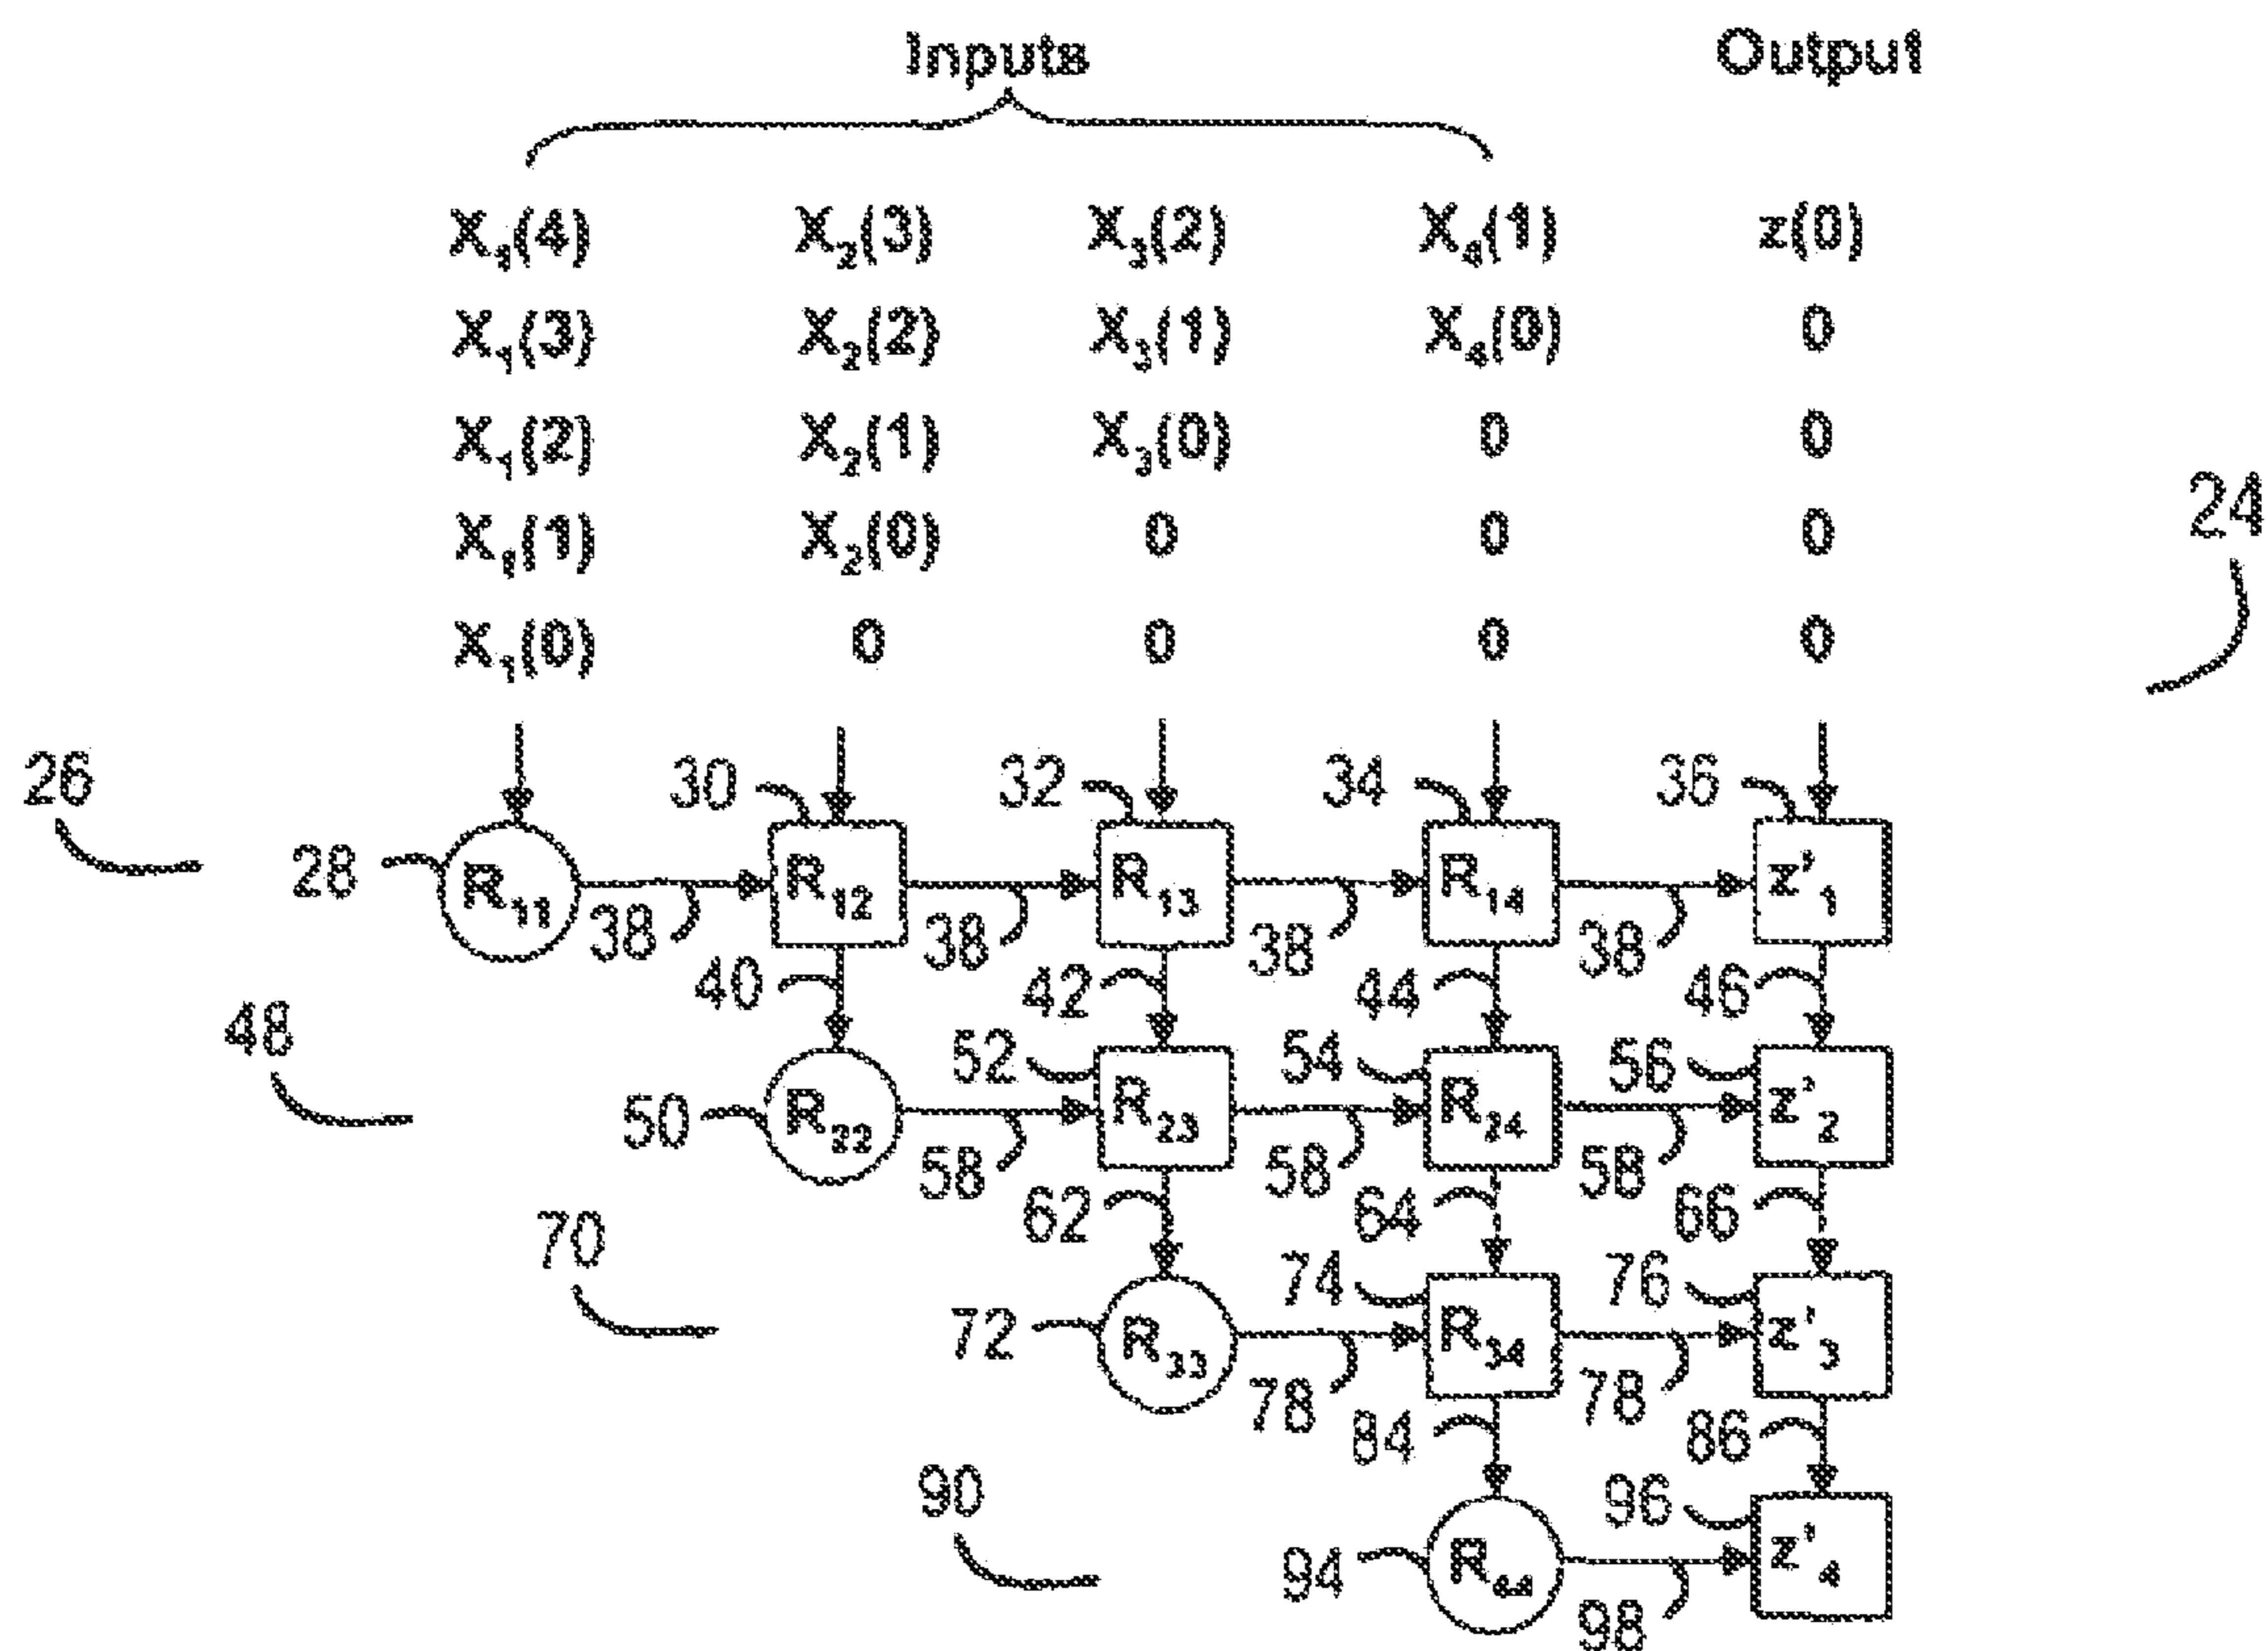 Inputs Output
X₁(4) X₂(3) X₃(2) X₄(1) z(0)
X₁(3) X₂(2) X₃(1) X₄(0) 0
X₁(2) X₂(1) X₃(0) 0 0
24
X₁(1) X₂(0) 0 0 0
X₁(0) 0 0 0 0
26 30 32 34 36
28 R₁₁ R₁₂ R₁₃ R₁₄ z'₁
38 38 38 38
40 42 44 46
48 52 54 56
50 R₂₂ R₂₃ R₂₄ z'₂
58 58 58
62 64 66
70 74 76
72 R₃₃ R₃₄ z'₃
78 78
84 86
90 96
94 R₄₄ z'₄
98